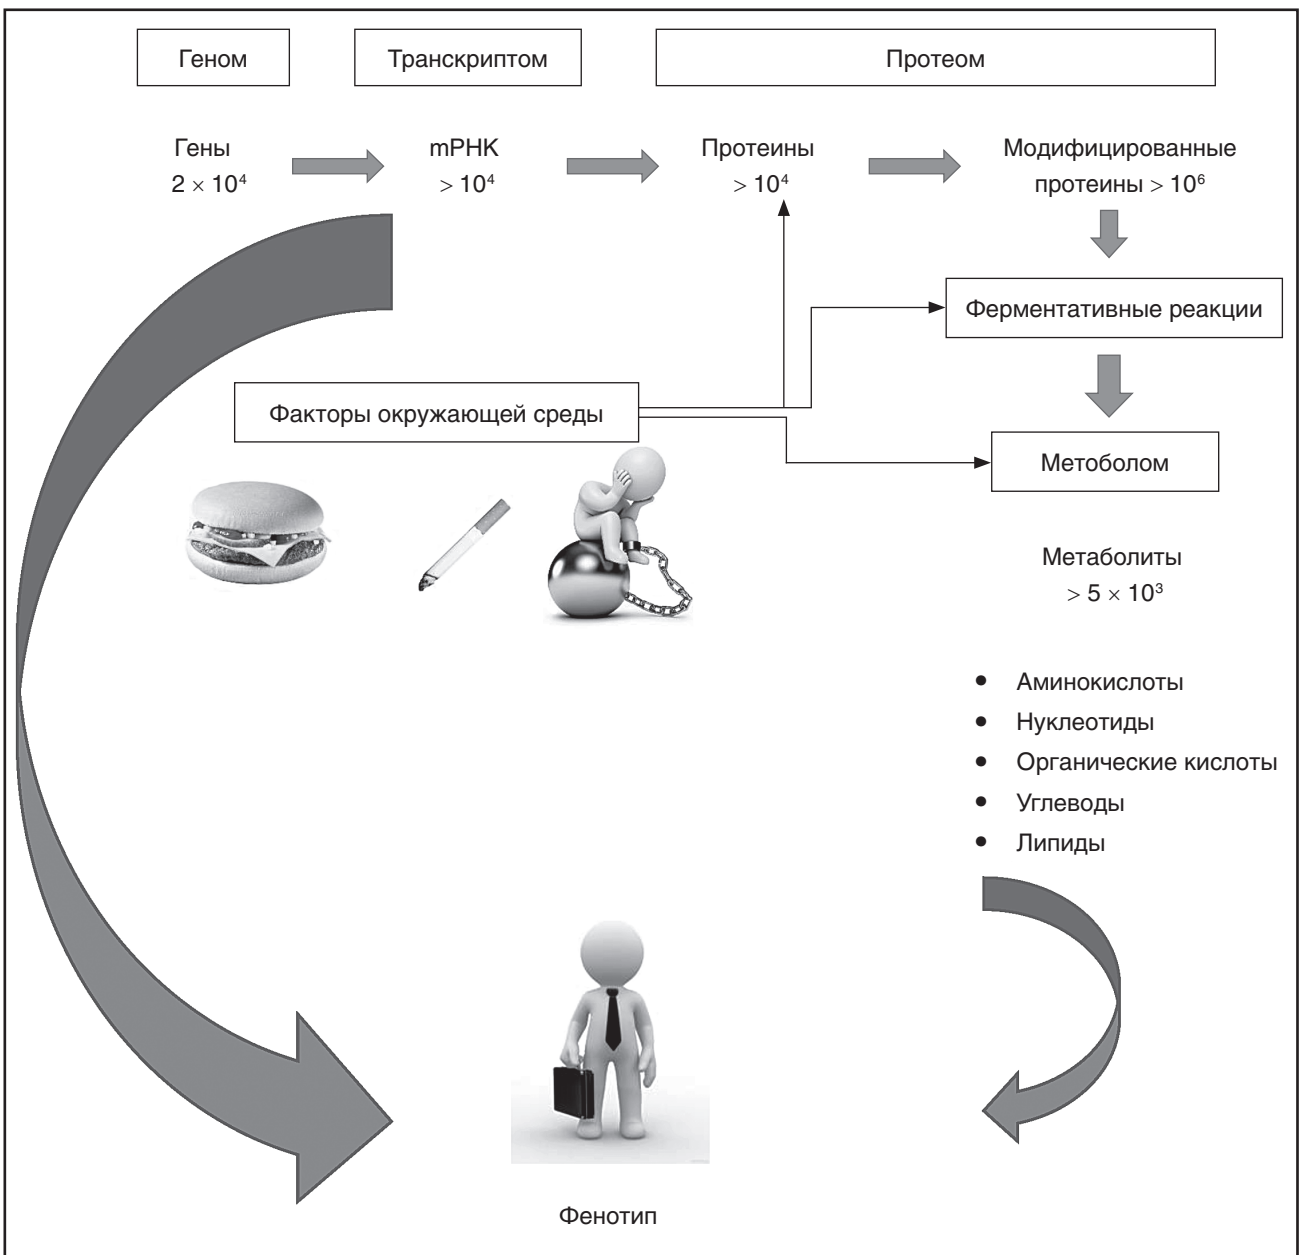 Геном
Транскриптом
Протеом
Гены
2 × 10⁴
mРНК
> 10⁴
Протеины
> 10⁴
Модифицированные
протеины > 10⁶
Ферментативные реакции
Факторы окружающей среды
Метоболом
Метаболиты
> 5 × 10³
• Аминокислоты
• Нуклеотиды
• Органические кислоты
• Углеводы
• Липиды
Фенотип